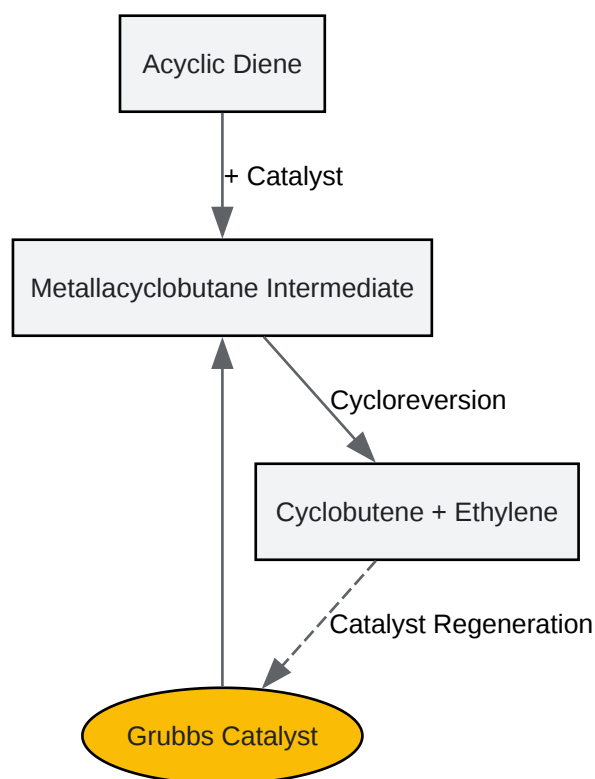 Acyclic Diene
+ Catalyst
Metallacyclobutane Intermediate
Cycloreversion
Cyclobutene + Ethylene
Catalyst Regeneration
Grubbs Catalyst